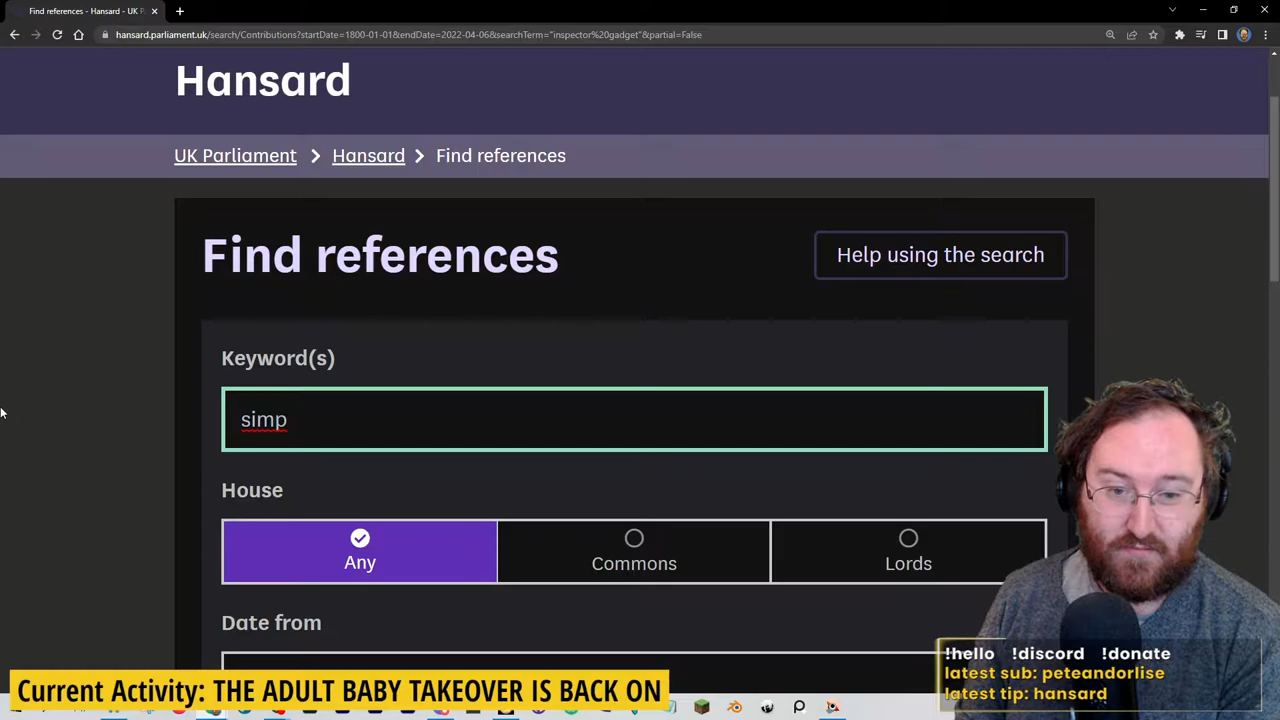 Find references - Hansard - UK P
hansard.parliament.uk/search/Contributions?startDate=1800-01-01&endDate=2022-04-06&searchTerm="inspector%20gadget"&partial=False
Hansard
UK Parliament > Hansard > Find references
Find references
Help using the search
Keyword(s)
simp
House
Any
Commons
Lords
Date from
!hello !discord !donate
latest sub: peteandorlise
latest tip: hansard
Current Activity: THE ADULT BABY TAKEOVER IS BACK ON